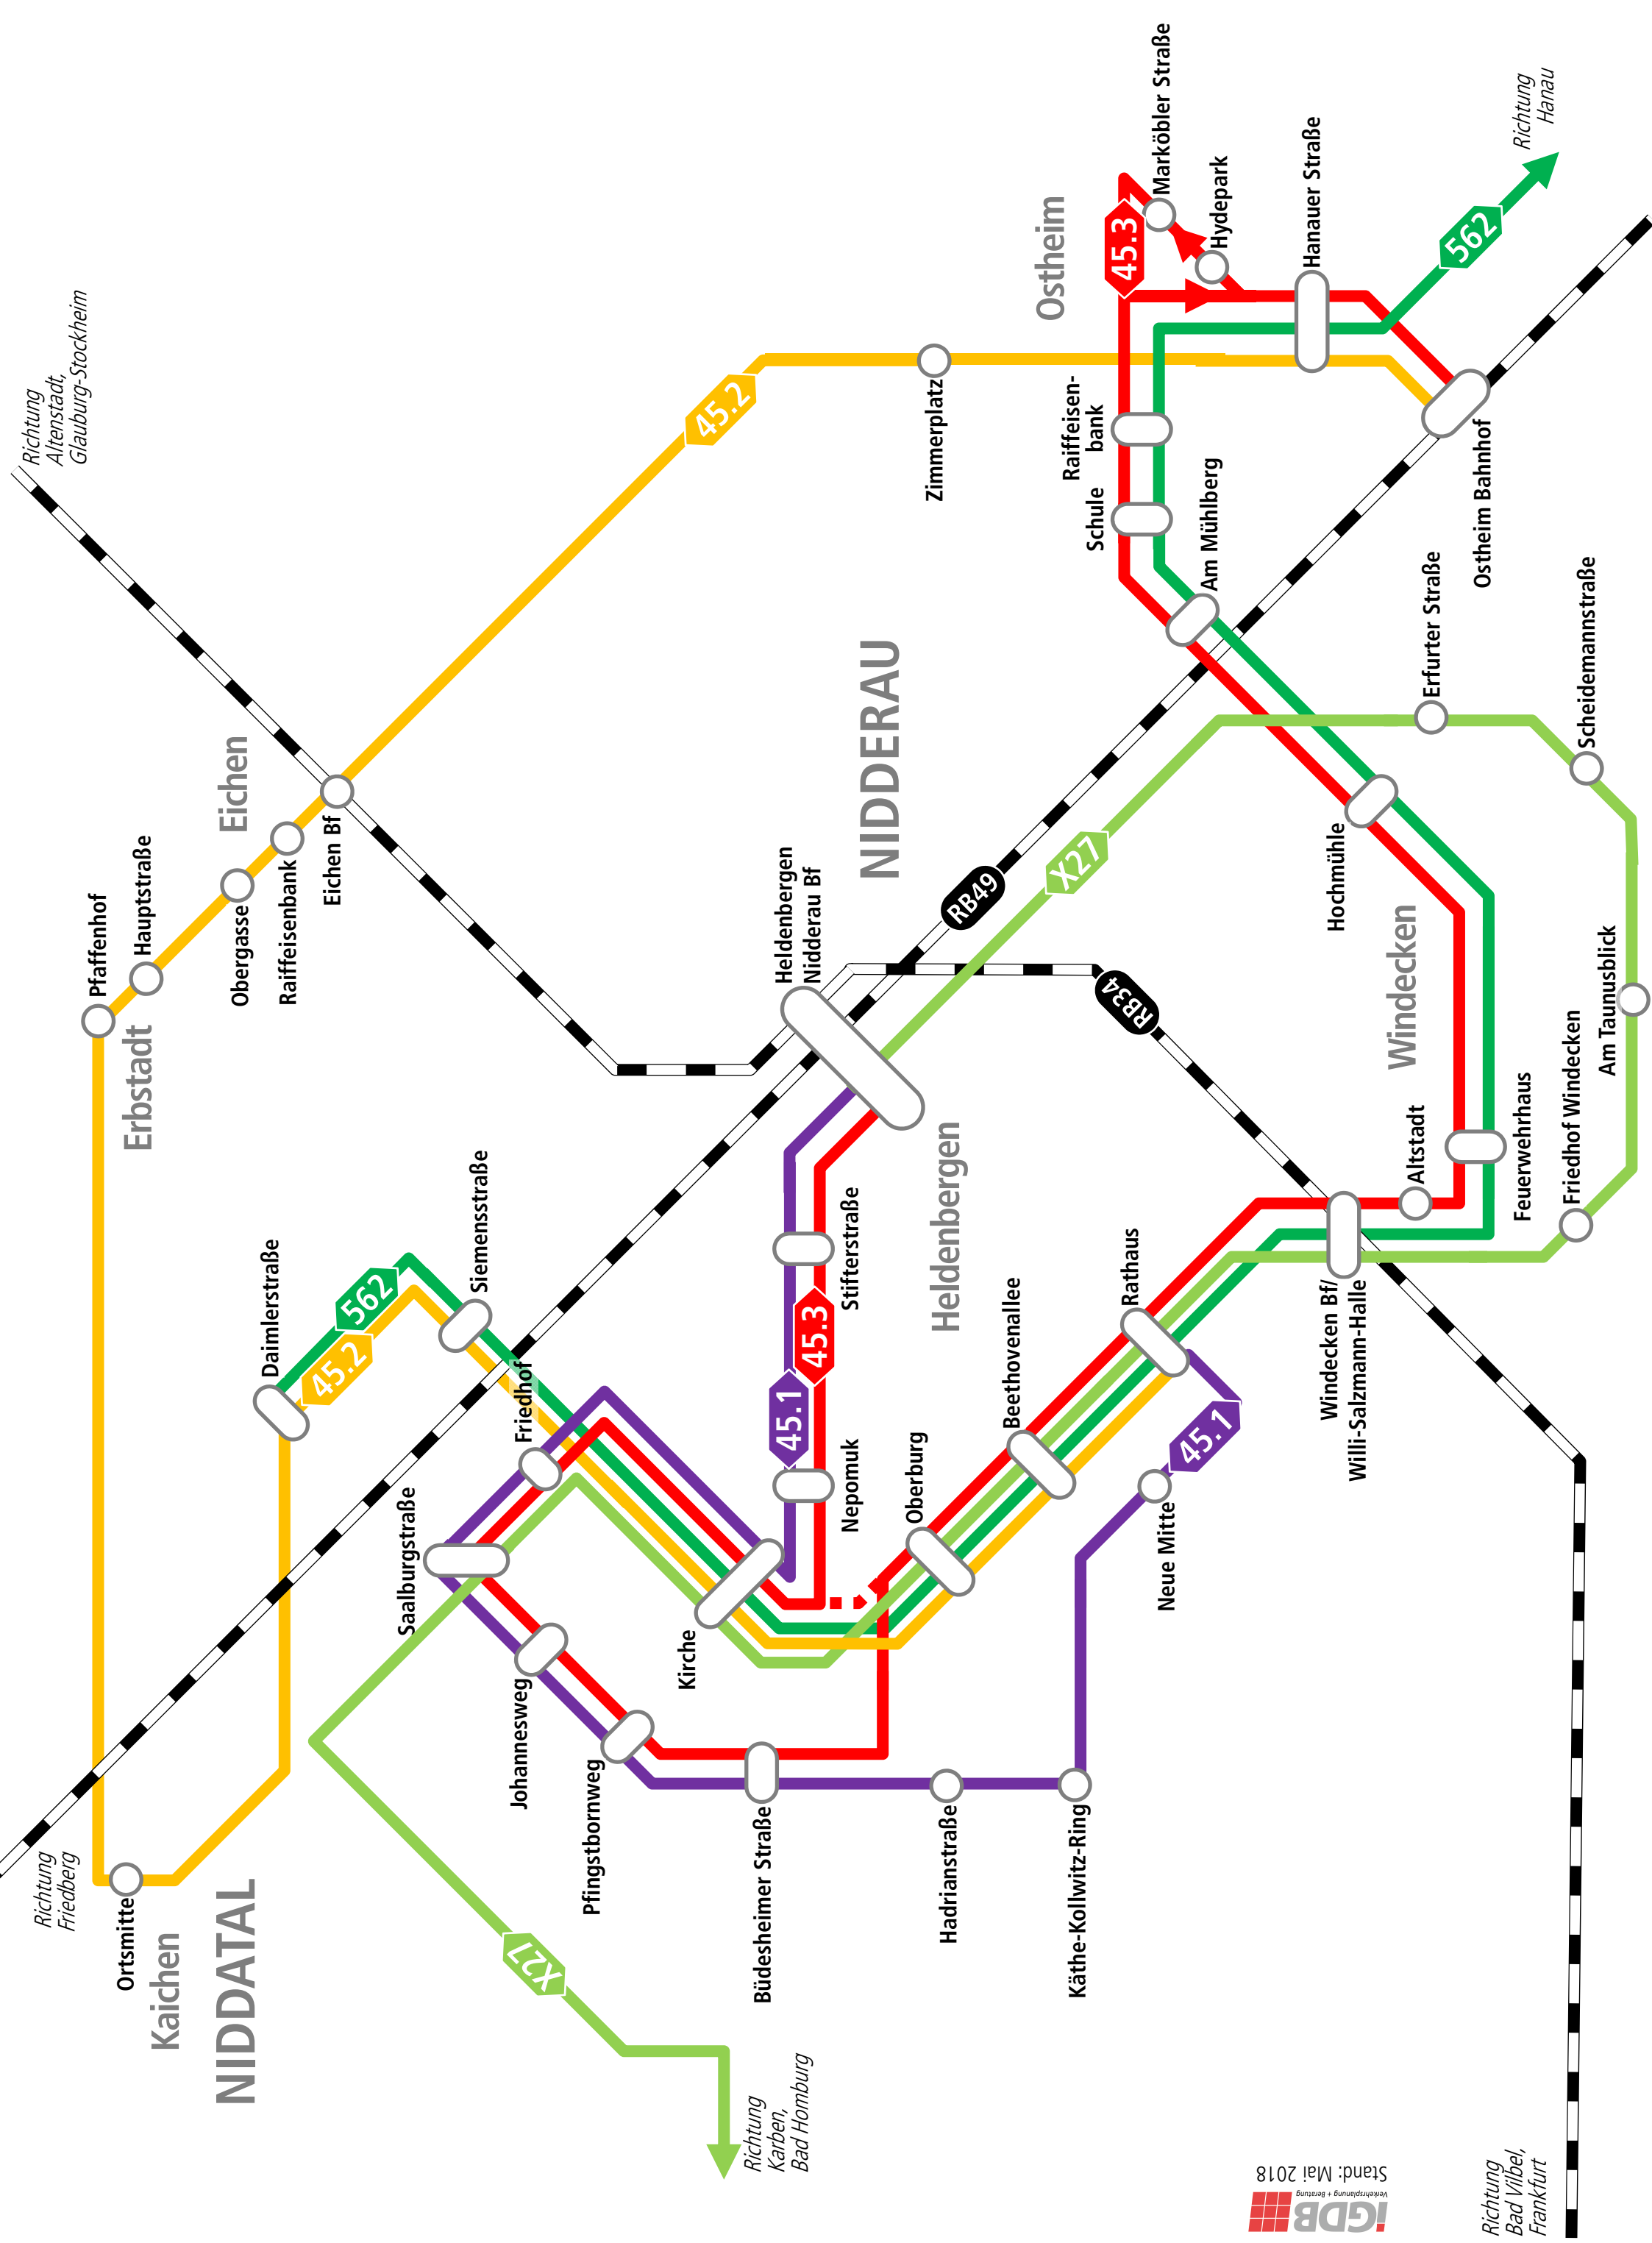 Richtung
Altenstadt,
Glauburg-Stockheim
Richtung
Friedberg
Ortsmitte
Kaichen
NIDDATAL
Erbstadt
Pfaffenhof
Hauptstraße
Eichen
Obergasse
Raiffeisenbank
Eichen Bf
45.2
Zimmerplatz
Ostheim
45.3
Marköbler Straße
Hydepark
Hanauer Straße
562
Richtung
Hanau
Raiffeisen-
bank
Schule
Am Mühlberg
Ostheim Bahnhof
Erfurter Straße
Scheidemannstraße
NIDDERAU
X27
RB49
RB34
Heldenbergen
Nidderau Bf
Hochmühle
Windecken
Am Taunusblick
Friedhof Windecken
Feuerwehrhaus
Altstadt
Windecken Bf/
Willi-Salzmann-Halle
Daimlerstraße
562
45.2
Siemensstraße
Friedhof
Saalburgstraße
Johannesweg
Pfingstbornweg
Büdesheimer Straße
Hadrianstraße
Käthe-Kollwitz-Ring
Kirche
Nepomuk
45.1
45.3
Stifterstraße
Heldenbergen
Oberburg
Beethovenallee
Rathaus
45.1
Neue Mitte
X27
Richtung
Karben,
Bad Homburg
Richtung
Bad Vilbel,
Frankfurt
iGDB
Verkehrsplanung + Beratung
Stand: Mai 2018